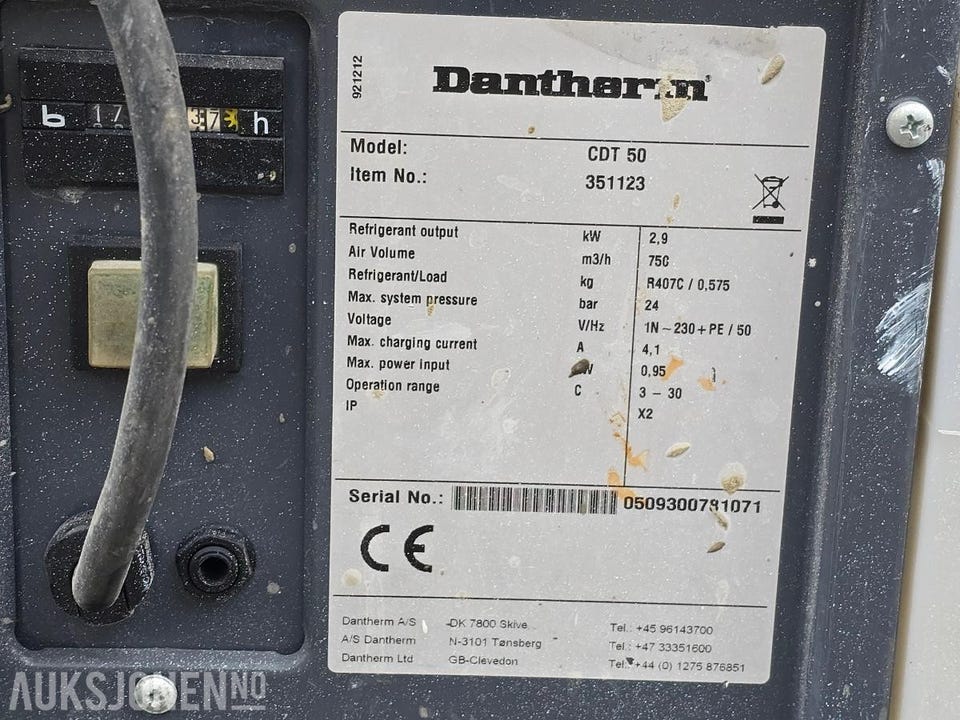 921212
Dantherm
Model: CDT 50
Item No.: 351123
Refrigerant output kW 2,9
Air Volume m3/h 750
Refrigerant/Load kg R407C / 0,575
Max. system pressure bar 24
Voltage V/Hz 1N ~ 230 + PE / 50
Max. charging current A 4,1
Max. power input 0,95
Operation range C 3 - 30
IP X2
Serial No.: 0509300781071
CE
Dantherm A/S DK 7800 Skive Tel.: +45 96143700
A/S Dantherm N-3101 Tønsberg Tel.: +47 33351600
Dantherm Ltd GB-Clevedon Tel.: +44 (0) 1275 876851
h
AUKSJONEN NO